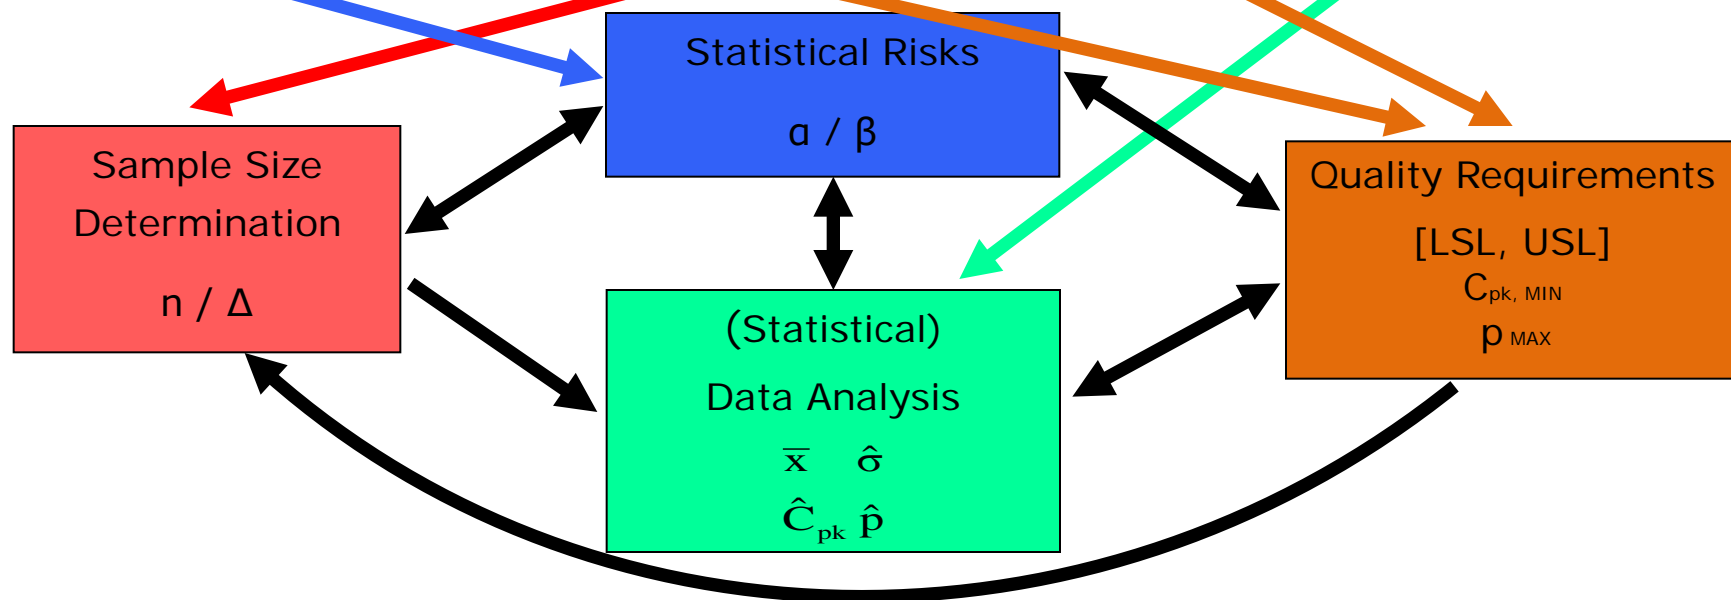 Statistical Risks
α / β
Sample Size
Determination
n / Δ
Quality Requirements
[LSL, USL]
Cpk, MIN
p MAX
(Statistical)
Data Analysis
x̅ σ̂
Ĉpk p̂